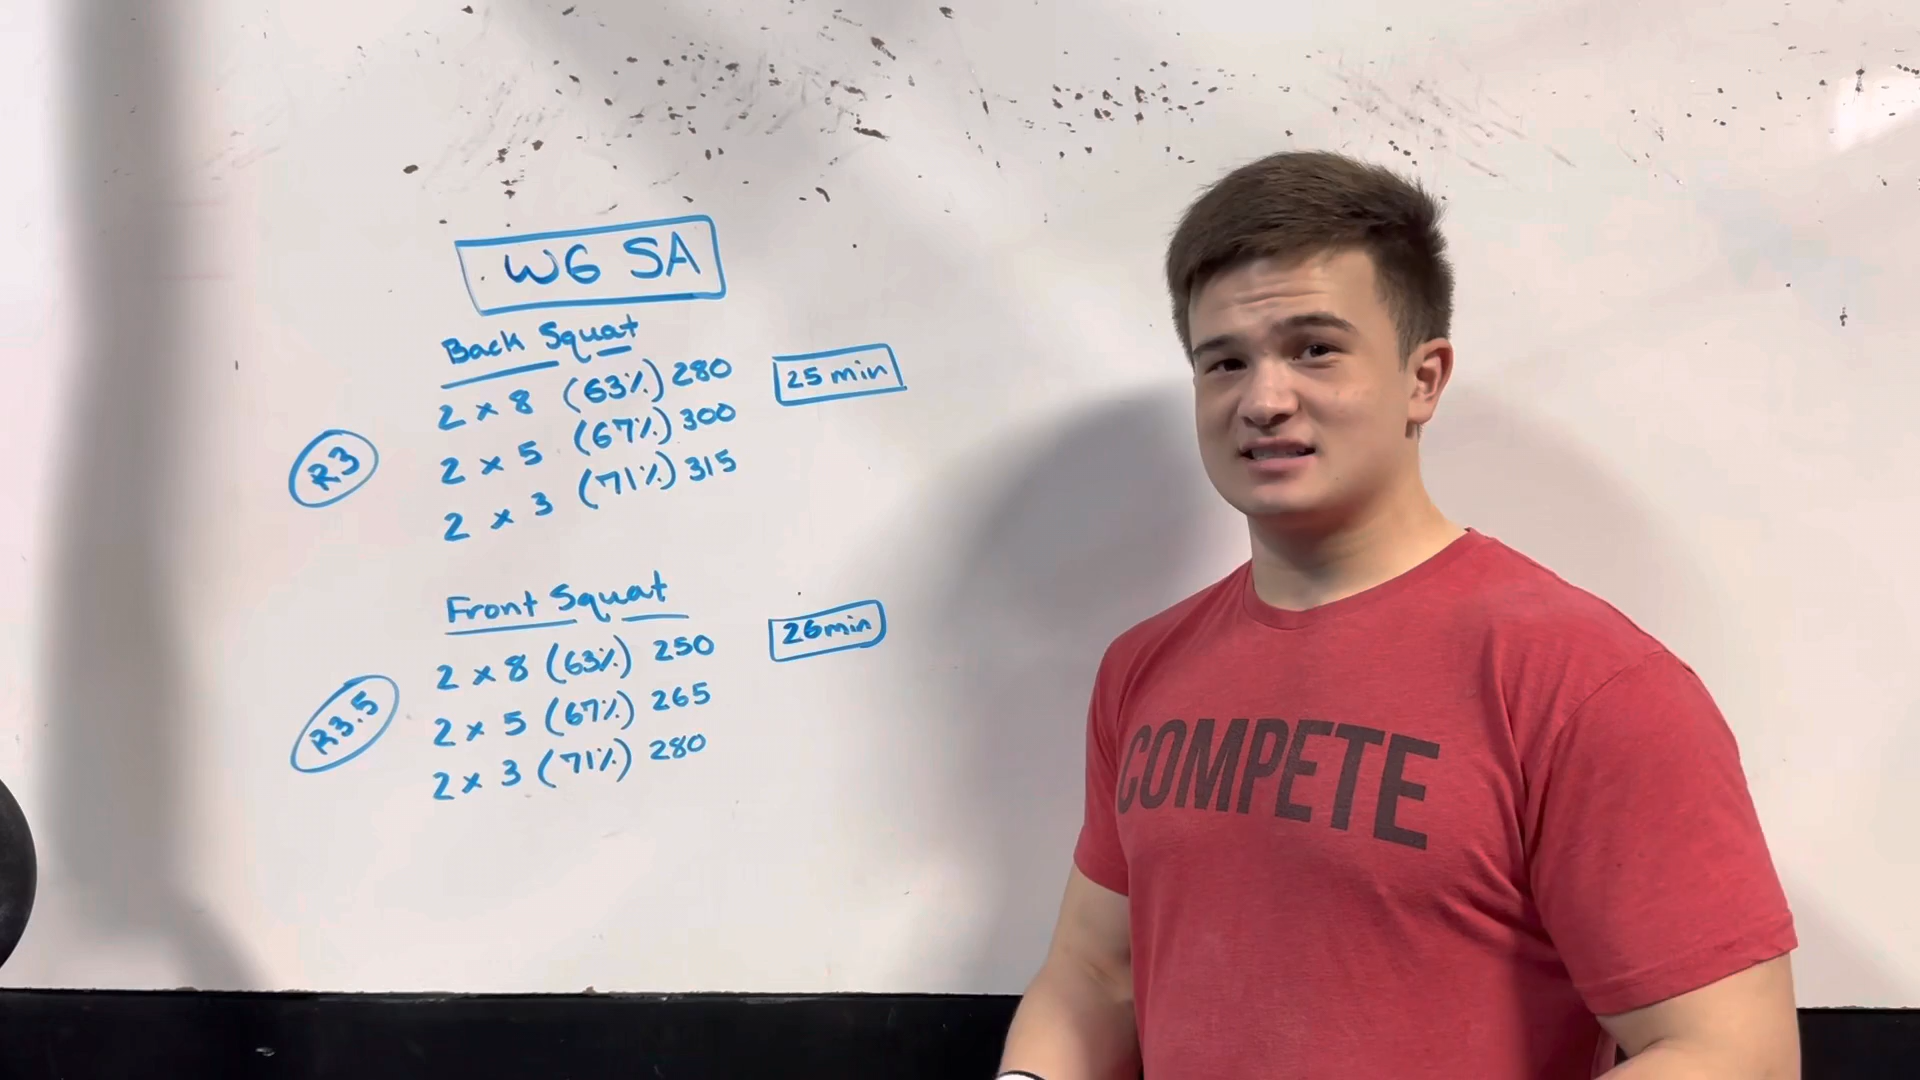 W6 SA
Back Squat
2 x 8 (63%) 280
25 min
2 x 5 (67%) 300
R3
2 x 3 (71%) 315
Front Squat
2 x 8 (63%) 250
26min
2 x 5 (67%) 265
R3.5
2 x 3 (71%) 280
COMPETE